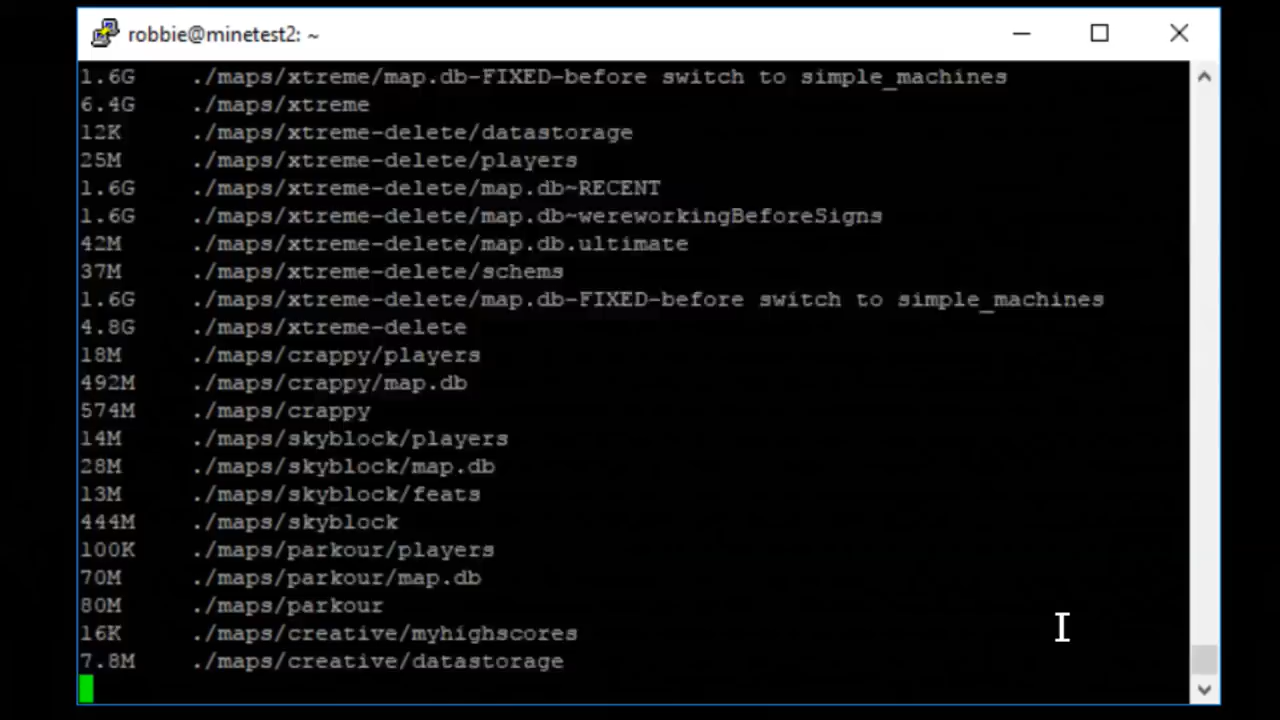 robbie@minetest2: ~
1.6G ./maps/xtreme/map.db-FIXED-before switch to simple_machines
6.4G ./maps/xtreme
12K ./maps/xtreme-delete/datastorage
25M ./maps/xtreme-delete/players
1.6G ./maps/xtreme-delete/map.db~RECENT
1.6G ./maps/xtreme-delete/map.db~wereworkingBeforeSigns
42M ./maps/xtreme-delete/map.db.ultimate
37M ./maps/xtreme-delete/schems
1.6G ./maps/xtreme-delete/map.db-FIXED-before switch to simple_machines
4.8G ./maps/xtreme-delete
18M ./maps/crappy/players
492M ./maps/crappy/map.db
574M ./maps/crappy
14M ./maps/skyblock/players
28M ./maps/skyblock/map.db
13M ./maps/skyblock/feats
444M ./maps/skyblock
100K ./maps/parkour/players
70M ./maps/parkour/map.db
80M ./maps/parkour
16K ./maps/creative/myhighscores
7.8M ./maps/creative/datastorage